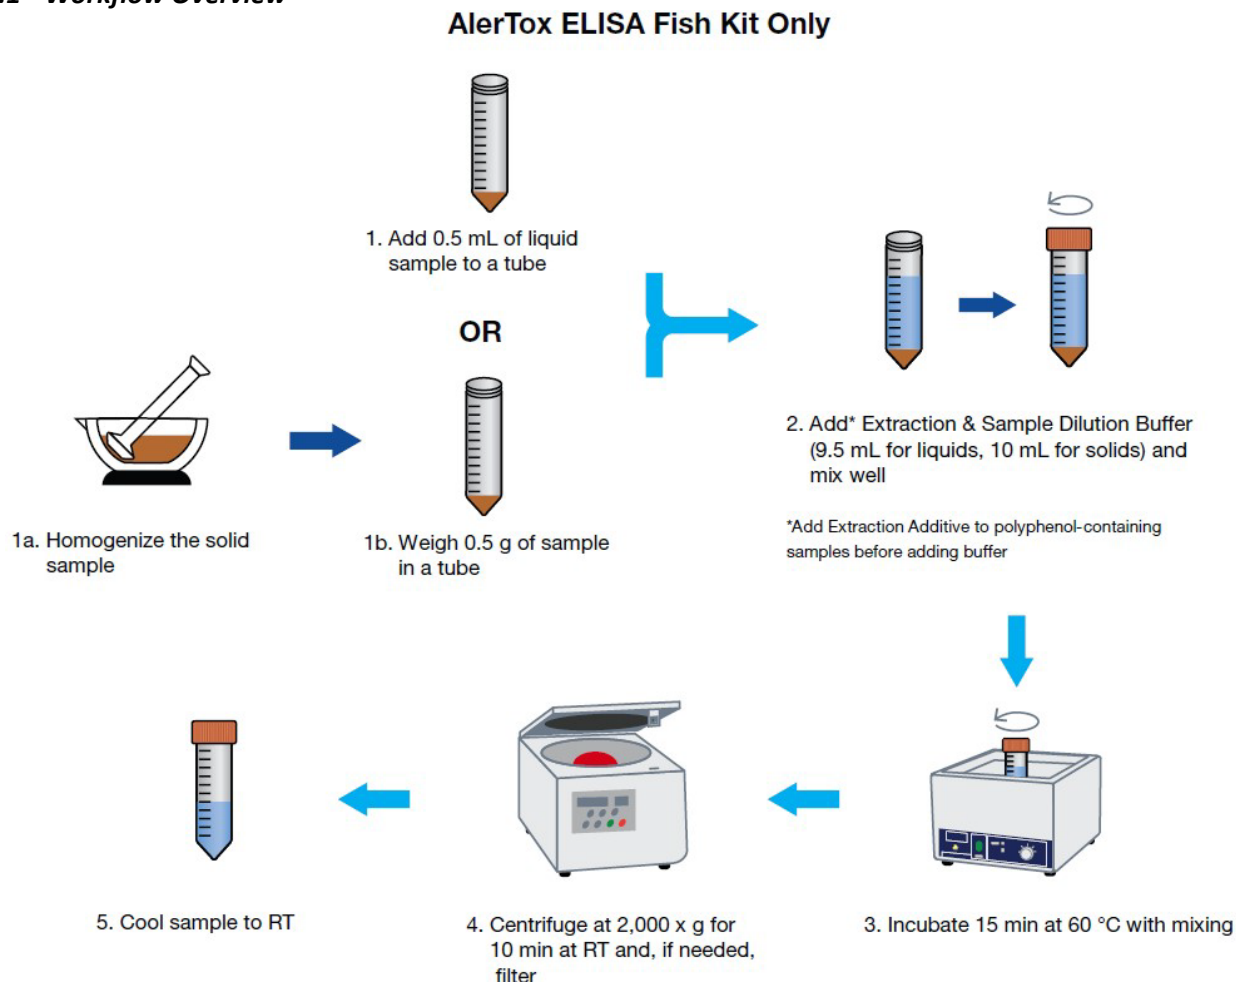 Workflow Overview
AlerTox ELISA Fish Kit Only
1. Add 0.5 mL of liquid
sample to a tube
OR
1a. Homogenize the solid
sample
1b. Weigh 0.5 g of sample
in a tube
2. Add* Extraction & Sample Dilution Buffer
(9.5 mL for liquids, 10 mL for solids) and
mix well
*Add Extraction Additive to polyphenol-containing
samples before adding buffer
3. Incubate 15 min at 60 °C with mixing
4. Centrifuge at 2,000 x g for
10 min at RT and, if needed,
filter
5. Cool sample to RT